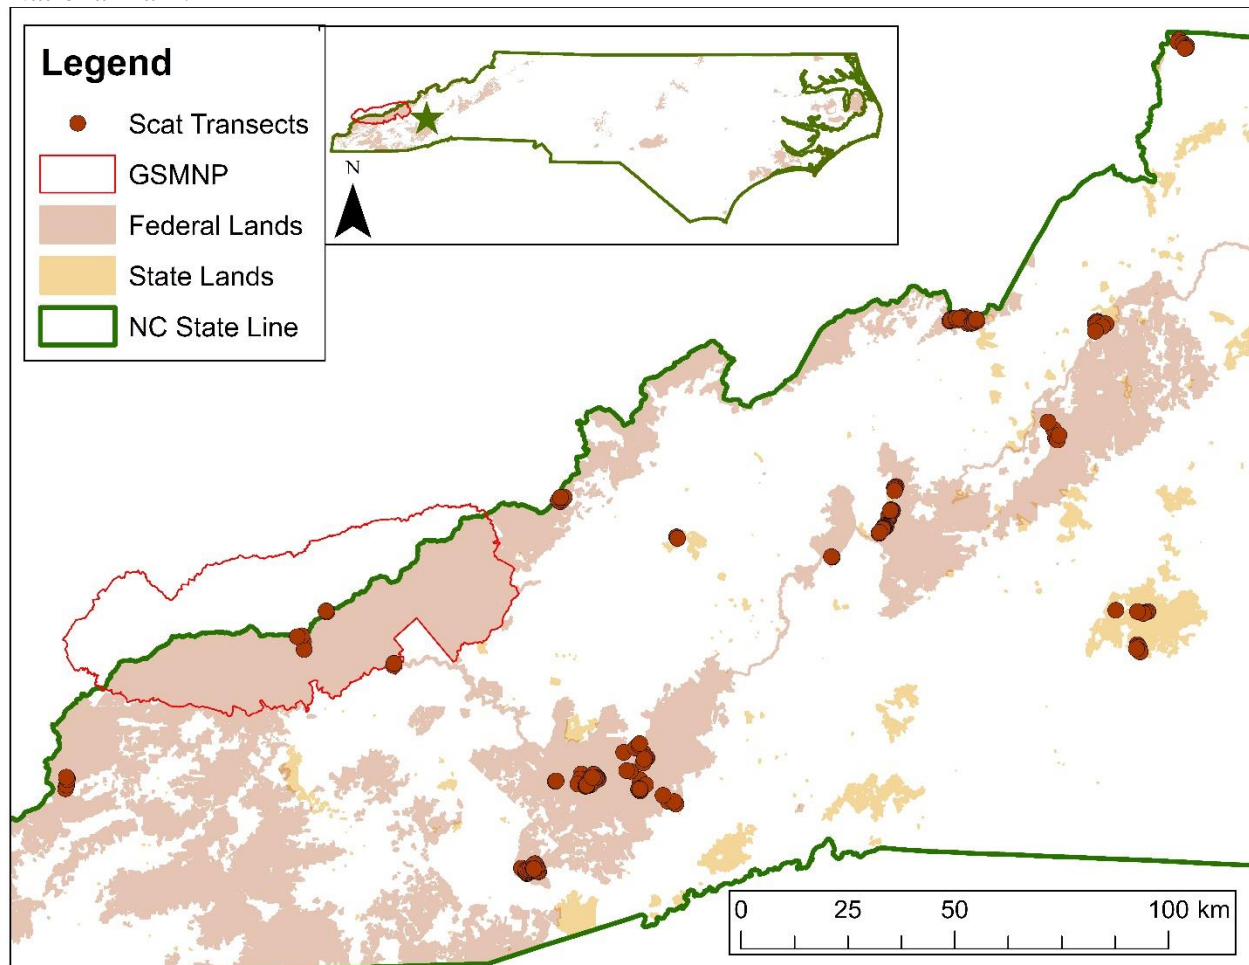 Legend
Scat Transects
GSMNP
Federal Lands
State Lands
NC State Line
N
0 25 50 100 km